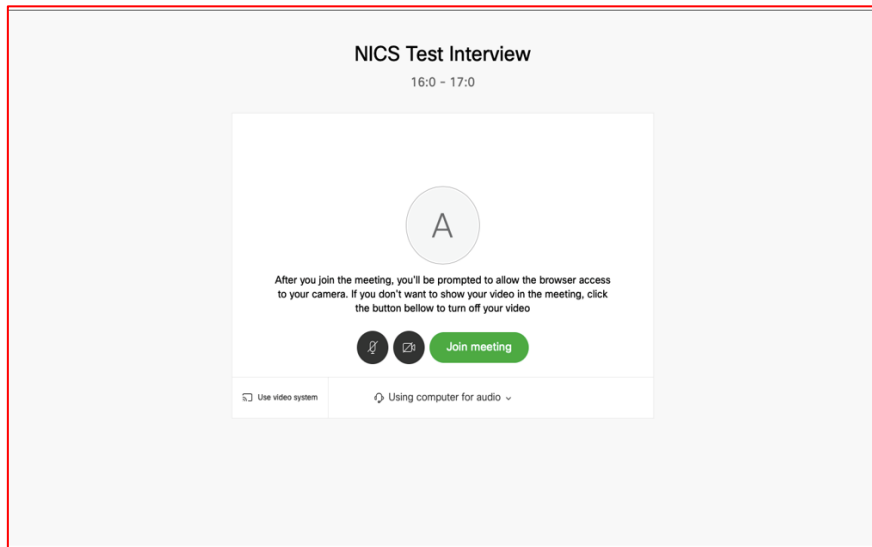 NICS Test Interview
16:0 - 17:0
A
After you join the meeting, you'll be prompted to allow the browser access
to your camera. If you don't want to show your video in the meeting, click
the button bellow to turn off your video
Join meeting
Use video system
Using computer for audio